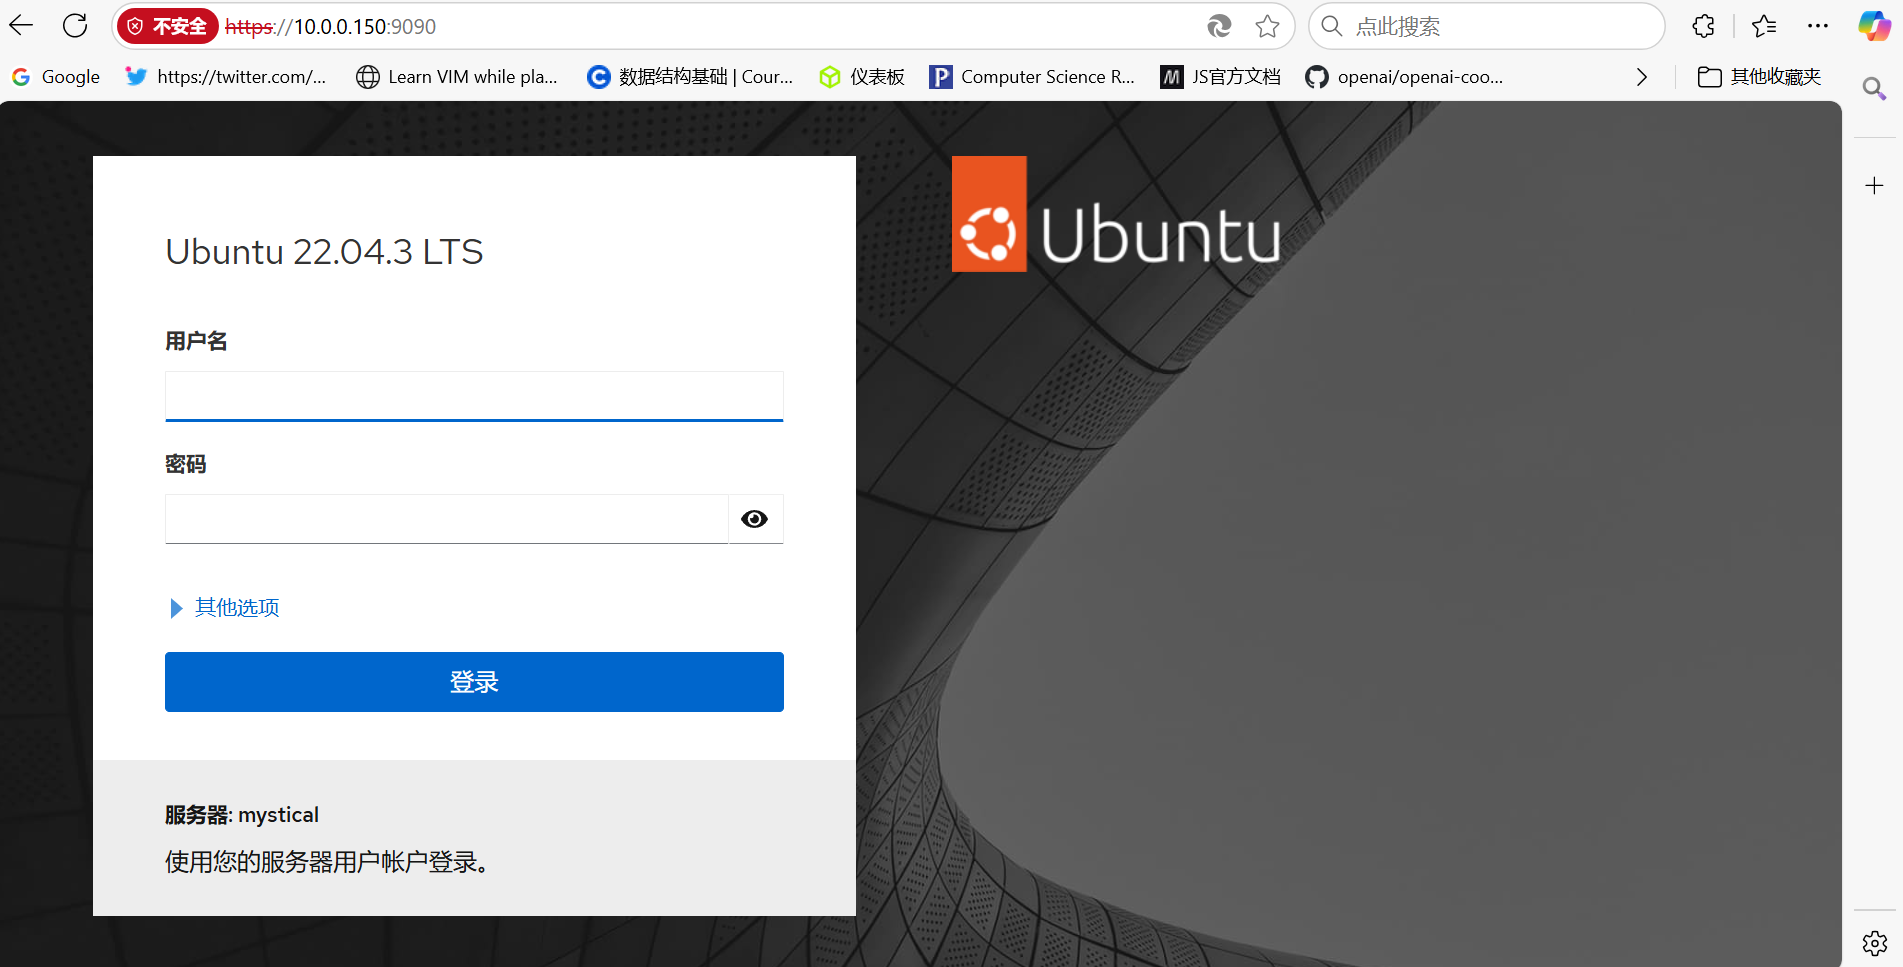 不安全 https://10.0.0.150:9090 点此搜索
Google https://twitter.com/... Learn VIM while pla... 数据结构基础 | Cour... 仪表板 Computer Science R... JS官方文档 openai/openai-coo... 其他收藏夹
Ubuntu
Ubuntu 22.04.3 LTS
用户名
密码
其他选项
登录
服务器: mystical
使用您的服务器用户帐户登录。